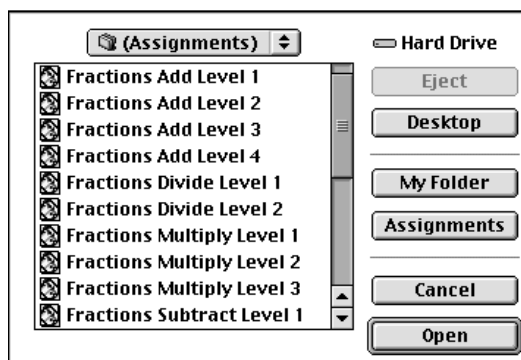 (Assignments)
Fractions Add Level 1
Fractions Add Level 2
Fractions Add Level 3
Fractions Add Level 4
Fractions Divide Level 1
Fractions Divide Level 2
Fractions Multiply Level 1
Fractions Multiply Level 2
Fractions Multiply Level 3
Fractions Subtract Level 1
Hard Drive
Eject
Desktop
My Folder
Assignments
Cancel
Open